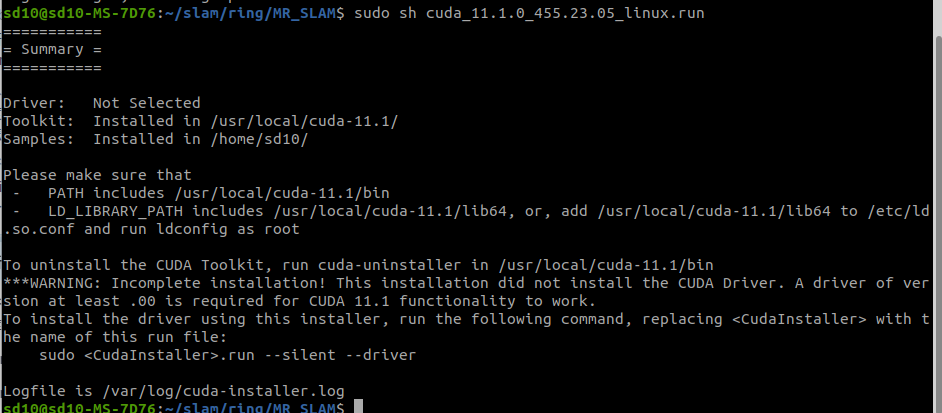 sd10@sd10-MS-7D76:~/slam/ring/MR_SLAM$ sudo sh cuda_11.1.0_455.23.05_linux.run
===========
= Summary =
===========
Driver:   Not Selected
Toolkit:  Installed in /usr/local/cuda-11.1/
Samples:  Installed in /home/sd10/
Please make sure that
 -   PATH includes /usr/local/cuda-11.1/bin
 -   LD_LIBRARY_PATH includes /usr/local/cuda-11.1/lib64, or, add /usr/local/cuda-11.1/lib64 to /etc/ld
.so.conf and run ldconfig as root
To uninstall the CUDA Toolkit, run cuda-uninstaller in /usr/local/cuda-11.1/bin
***WARNING: Incomplete installation! This installation did not install the CUDA Driver. A driver of ver
sion at least .00 is required for CUDA 11.1 functionality to work.
To install the driver using this installer, run the following command, replacing <CudaInstaller> with t
he name of this run file:
    sudo <CudaInstaller>.run --silent --driver
Logfile is /var/log/cuda-installer.log
sd10@sd10-MS-7D76:~/slam/ring/MR_SLAM$